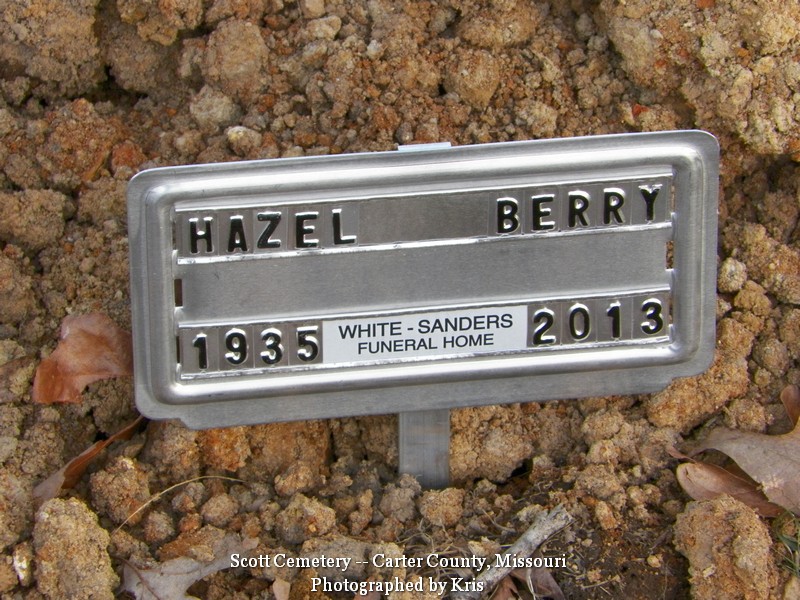 HAZEL BERRY
1935 WHITE - SANDERS FUNERAL HOME 2013
Scott Cemetery -- Carter County, Missouri
Photographed by Kris